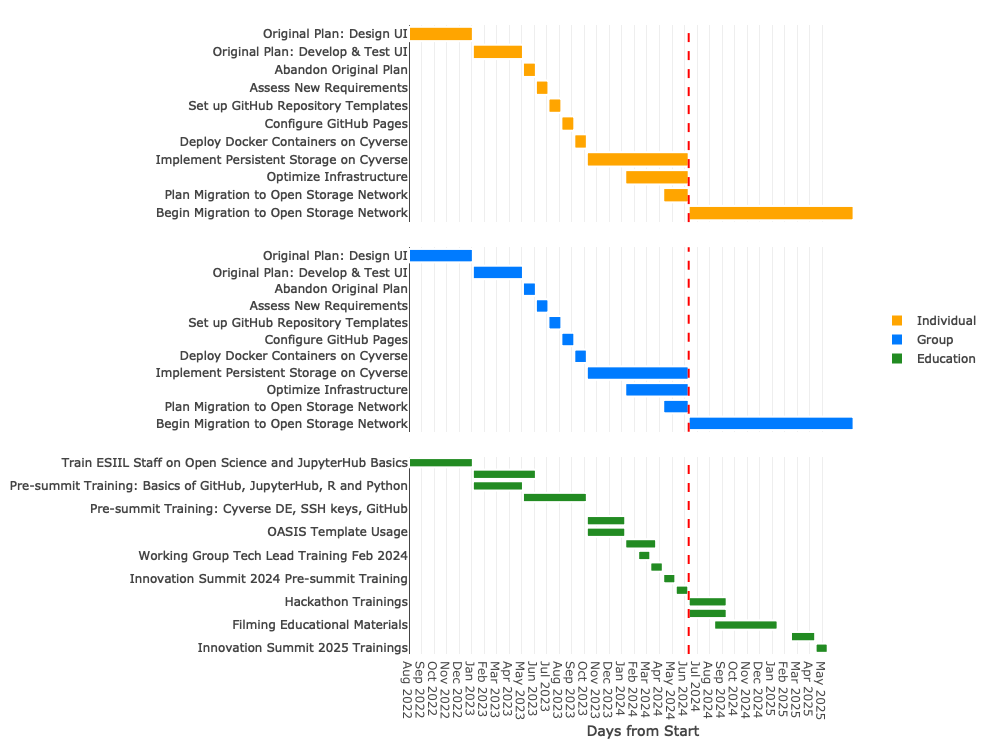 Original Plan: Design UI
Original Plan: Develop & Test UI
Abandon Original Plan
Assess New Requirements
Set up GitHub Repository Templates
Configure GitHub Pages
Deploy Docker Containers on Cyverse
Implement Persistent Storage on Cyverse
Optimize Infrastructure
Plan Migration to Open Storage Network
Begin Migration to Open Storage Network
Original Plan: Design UI
Original Plan: Develop & Test UI
Abandon Original Plan
Assess New Requirements
Set up GitHub Repository Templates
Configure GitHub Pages
Deploy Docker Containers on Cyverse
Implement Persistent Storage on Cyverse
Optimize Infrastructure
Plan Migration to Open Storage Network
Begin Migration to Open Storage Network
Individual
Group
Education
Train ESIIL Staff on Open Science and JupyterHub Basics
Pre-summit Training: Basics of GitHub, JupyterHub, R and Python
Pre-summit Training: Cyverse DE, SSH keys, GitHub
OASIS Template Usage
Working Group Tech Lead Training Feb 2024
Innovation Summit 2024 Pre-summit Training
Hackathon Trainings
Filming Educational Materials
Innovation Summit 2025 Trainings
Aug 2022
Sep 2022
Oct 2022
Nov 2022
Dec 2022
Jan 2023
Feb 2023
Mar 2023
Apr 2023
May 2023
Jun 2023
Jul 2023
Aug 2023
Sep 2023
Oct 2023
Nov 2023
Dec 2023
Jan 2024
Feb 2024
Mar 2024
Apr 2024
May 2024
Jun 2024
Jul 2024
Aug 2024
Sep 2024
Oct 2024
Nov 2024
Dec 2024
Jan 2025
Feb 2025
Mar 2025
Apr 2025
May 2025
Days from Start